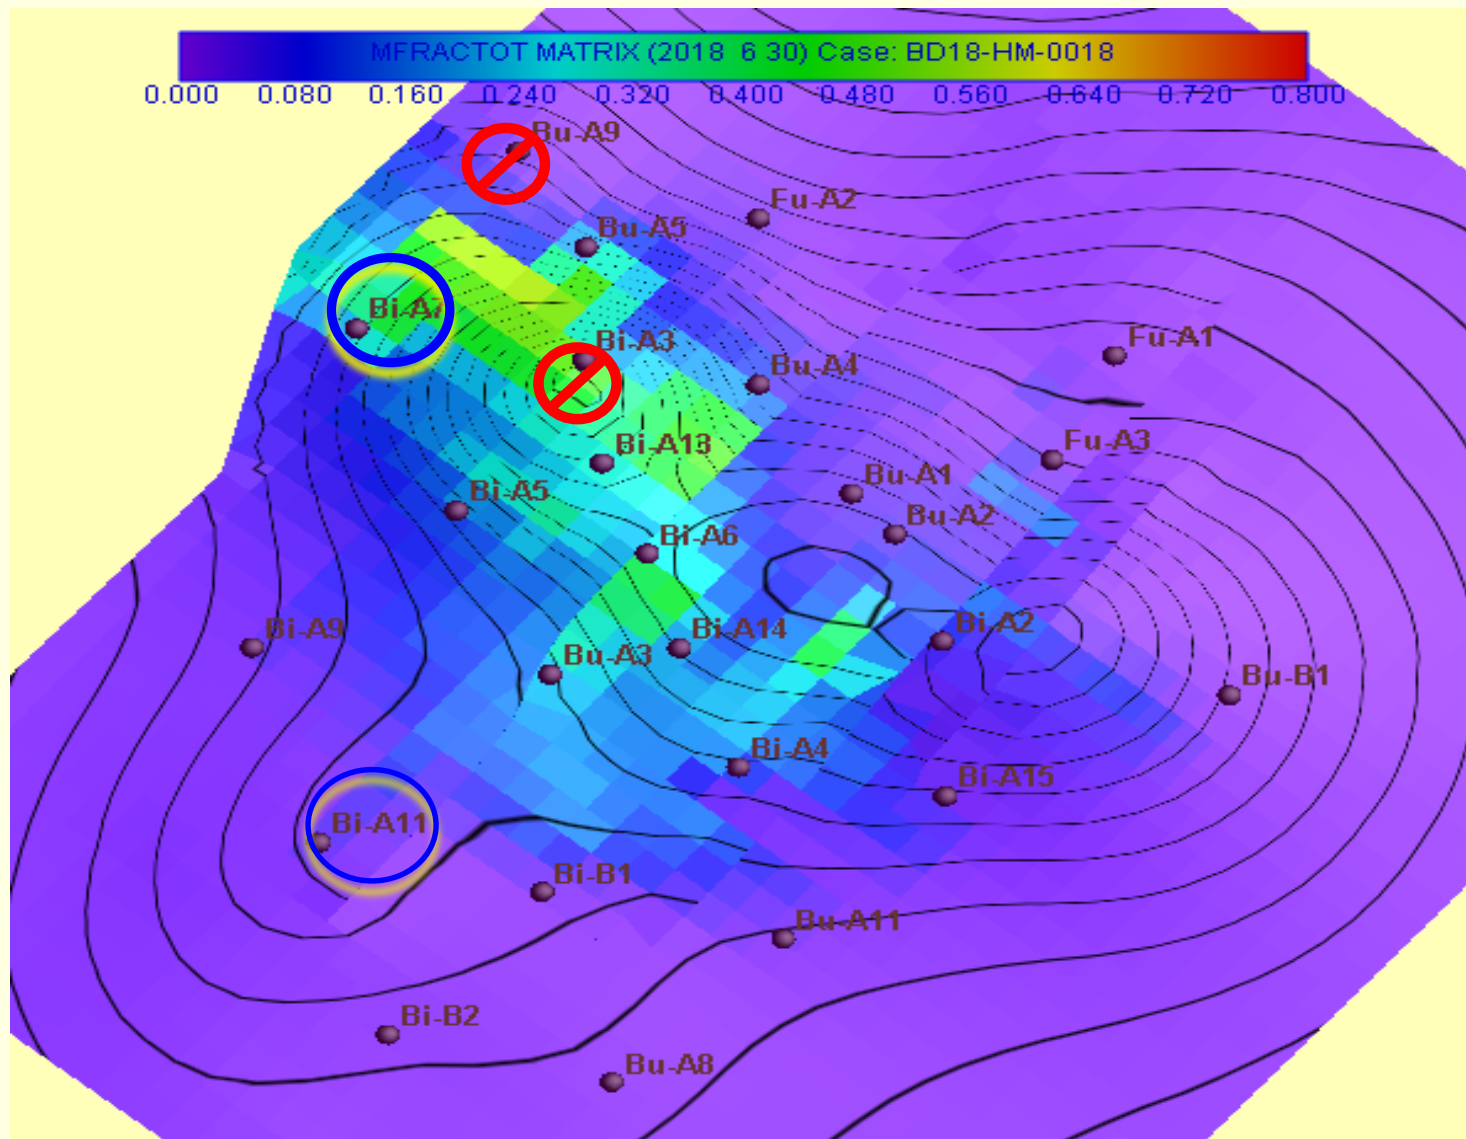 MFRACTOT MATRIX (2018 6 30) Case: BD18-HM-0018
0.000 0.080 0.160 0.240 0.320 0.400 0.480 0.560 0.640 0.720 0.800
Bu-A9
Fu-A2
Bu-A5
Bi-A7
Fu-A1
Bi-A3
Bu-A4
Bi-A13
Fu-A3
Bu-A1
Bi-A5
Bu-A2
Bi-A6
Bi-A2
Bi-A9
Bi-A14
Bu-A3
Bu-B1
Bi-A4
Bi-A15
Bi-A11
Bi-B1
Bu-A11
Bi-B2
Bu-A8